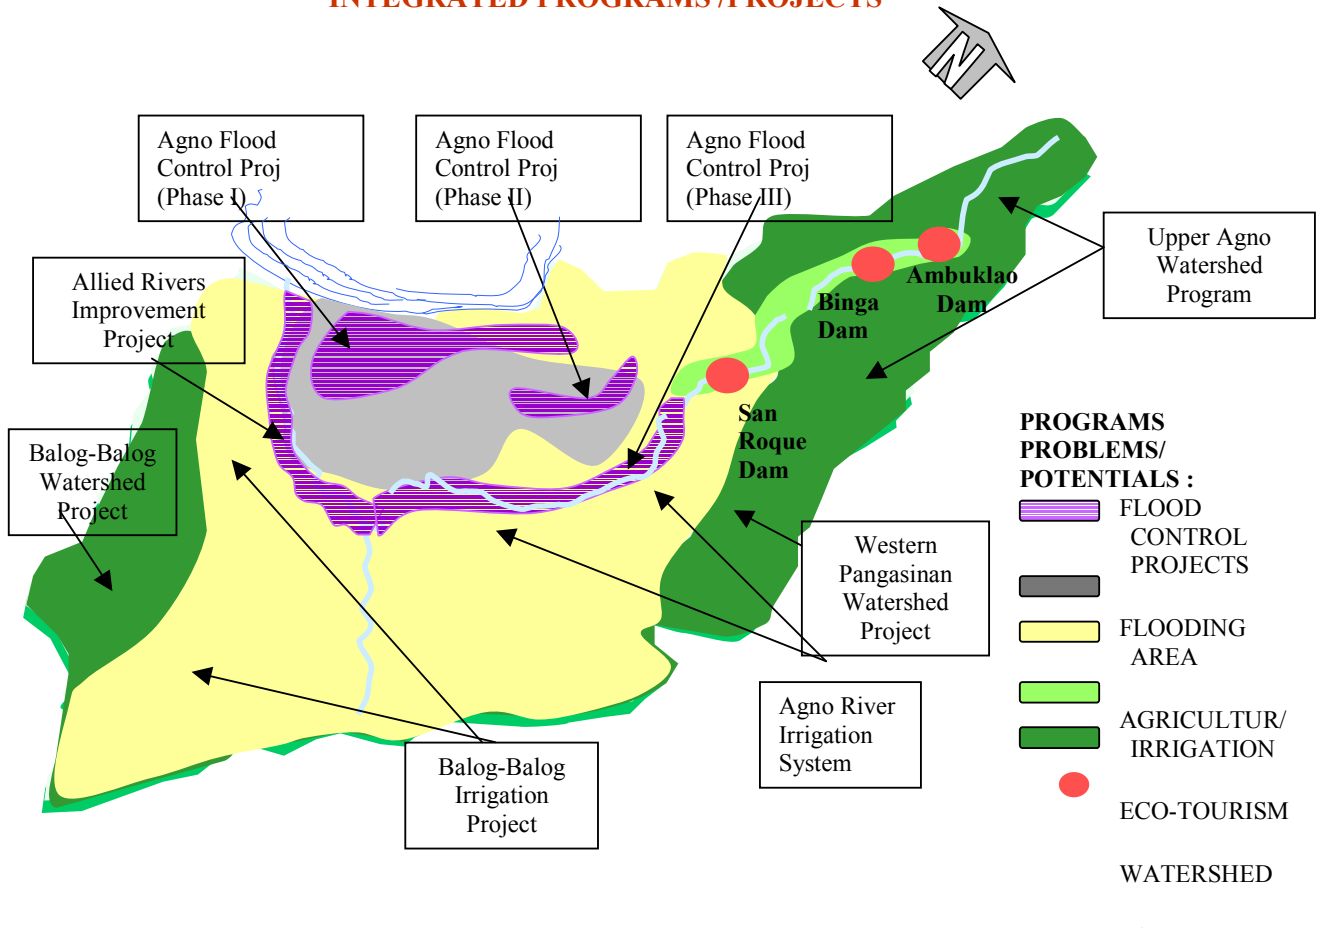 INTEGRATED PROGRAMS /PROJECTS
N
Agno Flood
Control Proj
(Phase I)
Agno Flood
Control Proj
(Phase II)
Agno Flood
Control Proj
(Phase III)
Upper Agno
Watershed
Program
Allied Rivers
Improvement
Project
Ambuklao
Dam
Binga
Dam
San
Roque
Dam
Balog-Balog
Watershed
Project
Western
Pangasinan
Watershed
Project
Agno River
Irrigation
System
Balog-Balog
Irrigation
Project
PROGRAMS
PROBLEMS/
POTENTIALS :
FLOOD
CONTROL
PROJECTS
FLOODING
AREA
AGRICULTUR/
IRRIGATION
ECO-TOURISM
WATERSHED